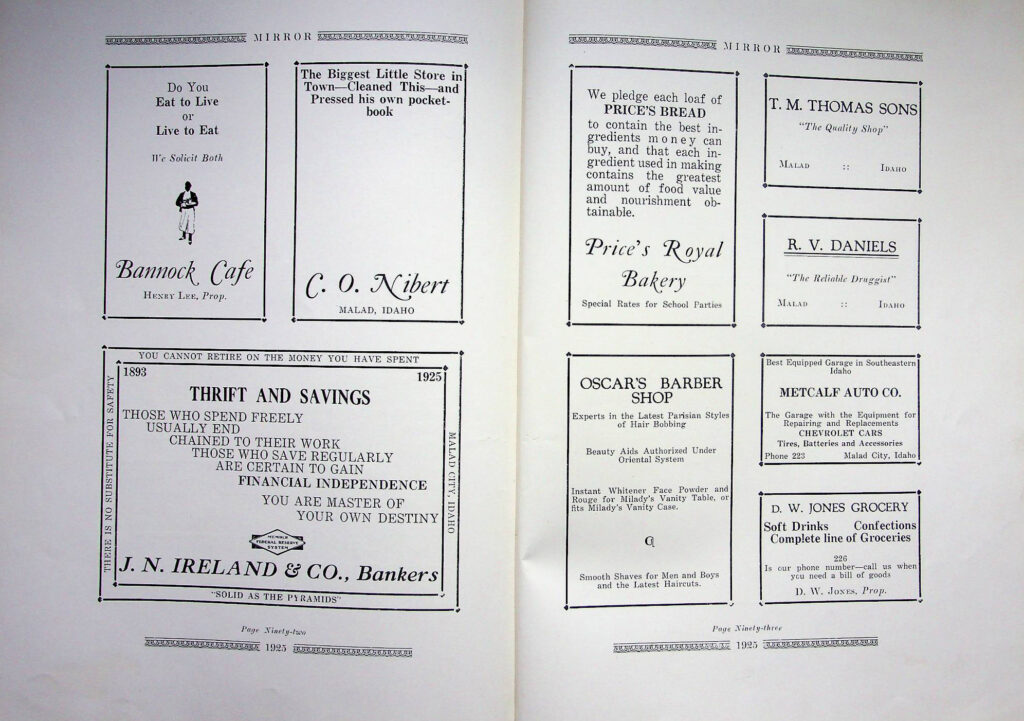 MIRROR
Do You
Eat to Live
or
Live to Eat
We Solicit Both
Bannock Cafe
Henry Lee, Prop.
The Biggest Little Store in
Town—Cleaned This—and
Pressed his own pocket-
book
C. O. Nibert
MALAD, IDAHO
YOU CANNOT RETIRE ON THE MONEY YOU HAVE SPENT
THERE IS NO SUBSTITUTE FOR SAFETY
1893
1925
THRIFT AND SAVINGS
THOSE WHO SPEND FREELY
USUALLY END
CHAINED TO THEIR WORK
THOSE WHO SAVE REGULARLY
ARE CERTAIN TO GAIN
FINANCIAL INDEPENDENCE
YOU ARE MASTER OF
YOUR OWN DESTINY
MEMBER
FEDERAL RESERVE
SYSTEM
J. N. IRELAND & CO., Bankers
MALAD CITY, IDAHO
"SOLID AS THE PYRAMIDS"
Page Ninety-two
1925
MIRROR
We pledge each loaf of
PRICE'S BREAD
to contain the best in-
gredients money can
buy, and that each in-
gredient used in making
contains the greatest
amount of food value
and nourishment ob-
tainable.
Price's Royal
Bakery
Special Rates for School Parties
T. M. THOMAS SONS
"The Quality Shop"
Malad :: Idaho
R. V. DANIELS
"The Reliable Druggist"
Malad :: Idaho
OSCAR'S BARBER
SHOP
Experts in the Latest Parisian Styles
of Hair Bobbing
Beauty Aids Authorized Under
Oriental System
Instant Whitener Face Powder and
Rouge for Milady's Vanity Table, or
fits Milady's Vanity Case.
Smooth Shaves for Men and Boys
and the Latest Haircuts.
Best Equipped Garage in Southeastern
Idaho
METCALF AUTO CO.
The Garage with the Equipment for
Repairing and Replacements
CHEVROLET CARS
Tires, Batteries and Accessories
Phone 223 Malad City, Idaho
D. W. JONES GROCERY
Soft Drinks Confections
Complete line of Groceries
226
Is our phone number—call us when
you need a bill of goods
D. W. Jones, Prop.
Page Ninety-three
1925